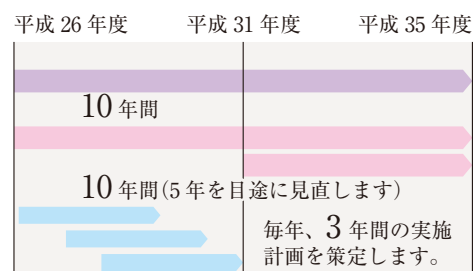 平成 26 年度 平成 31 年度 平成 35 年度
10 年間
10 年間(5 年を目途に見直します)
毎年、3 年間の実施
計画を策定します。